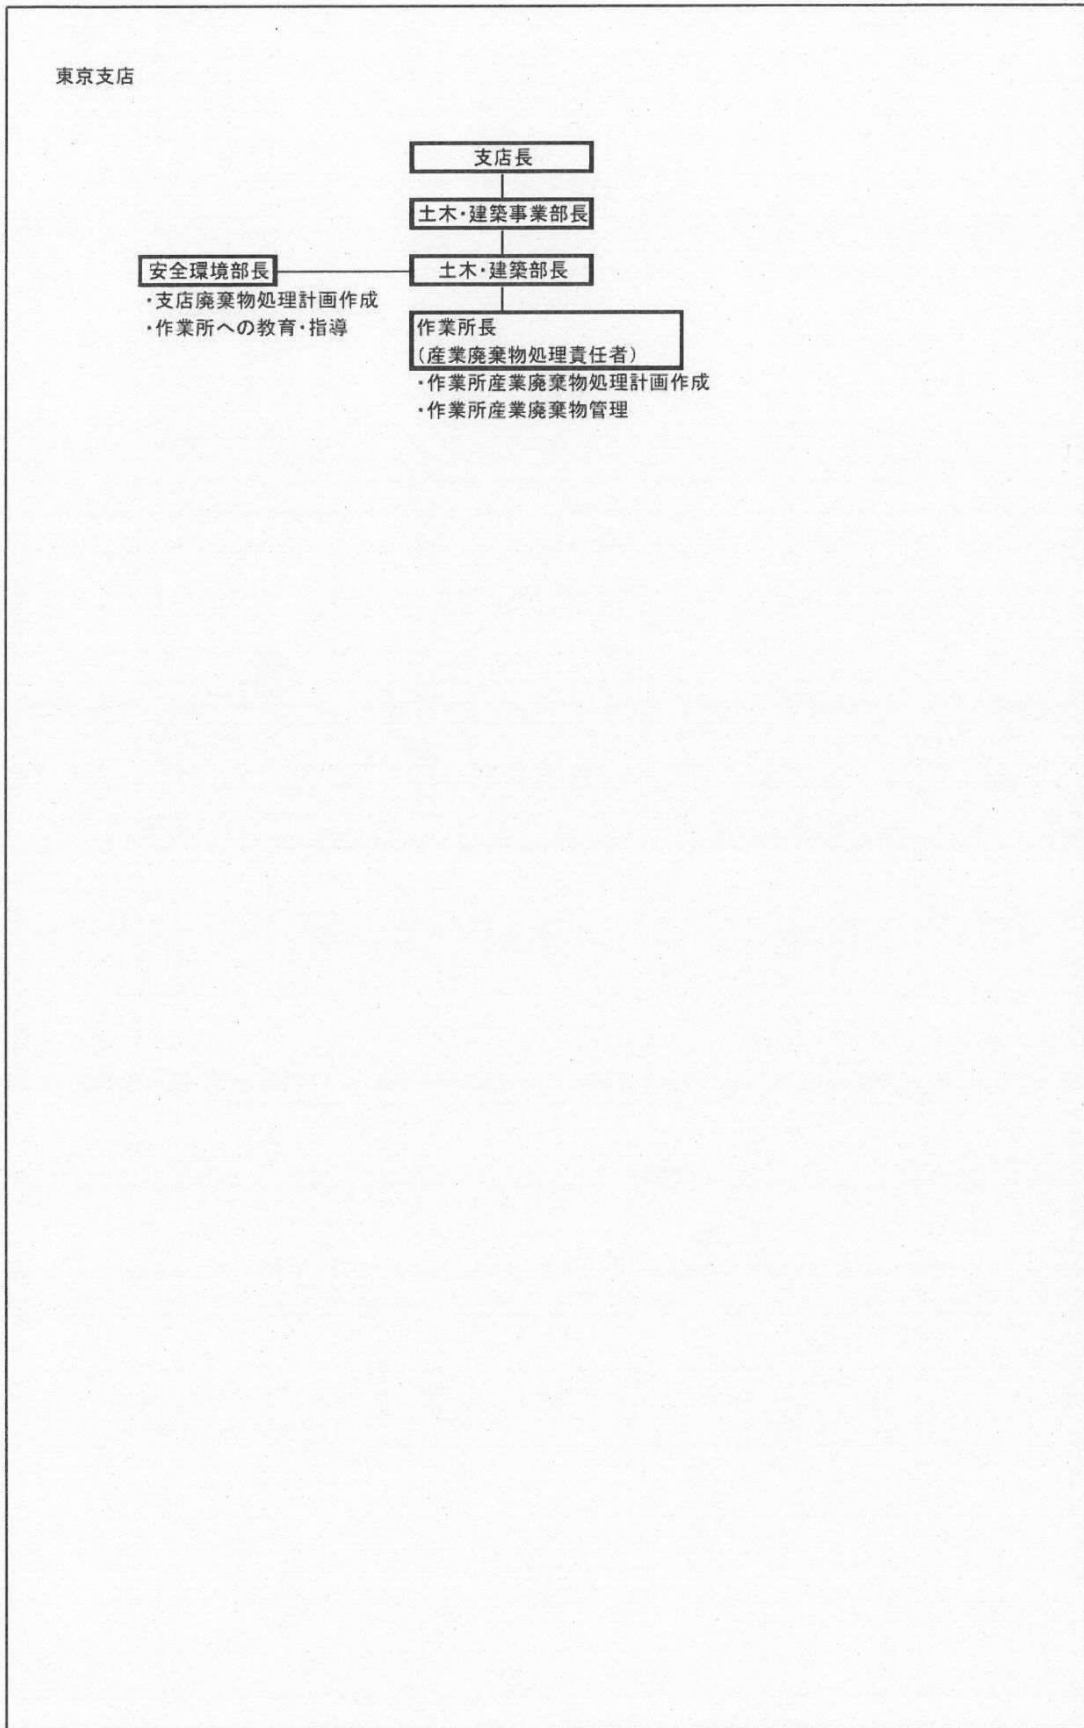 東京支店
支店長
土木・建築事業部長
安全環境部長
土木・建築部長
・支店廃棄物処理計画作成
・作業所への教育・指導
作業所長
(産業廃棄物処理責任者)
・作業所産業廃棄物処理計画作成
・作業所産業廃棄物管理